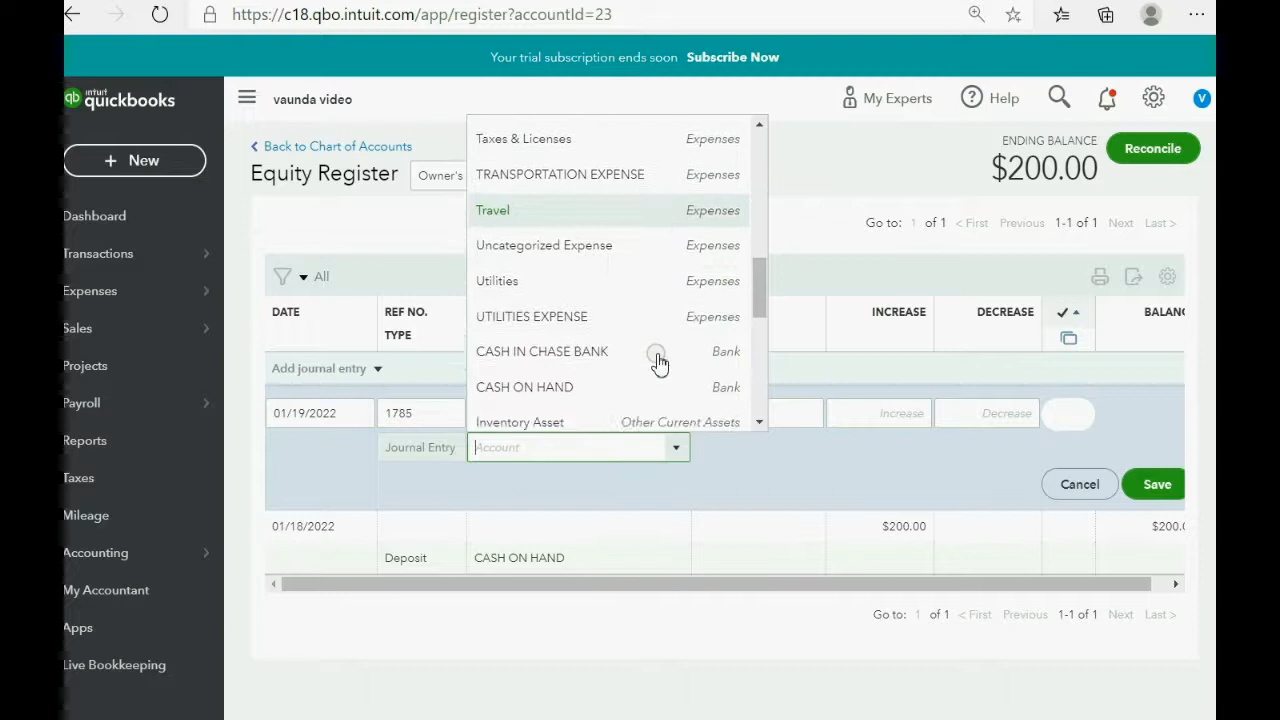 https://c18.qbo.intuit.com/app/register?accountId=23
Your trial subscription ends soon Subscribe Now
qb intuit quickbooks
vaunda video
My Experts
Help
V
+ New
Dashboard
Transactions
Expenses
Sales
Projects
Payroll
Reports
Taxes
Mileage
Accounting
My Accountant
Apps
Live Bookkeeping
< Back to Chart of Accounts
Equity Register
Owner's
ENDING BALANCE
$200.00
Reconcile
Go to: 1 of 1 < First Previous 1-1 of 1 Next Last >
All
DATE
REF NO.
TYPE
INCREASE
DECREASE
BALANC
Add journal entry
Taxes & Licenses Expenses
TRANSPORTATION EXPENSE Expenses
Travel Expenses
Uncategorized Expense Expenses
Utilities Expenses
UTILITIES EXPENSE Expenses
CASH IN CHASE BANK Bank
CASH ON HAND Bank
Inventory Asset Other Current Assets
01/19/2022 1785 Increase Decrease
Journal Entry Account
Cancel Save
01/18/2022 $200.00 $200.0
Deposit CASH ON HAND
Go to: 1 of 1 < First Previous 1-1 of 1 Next Last >